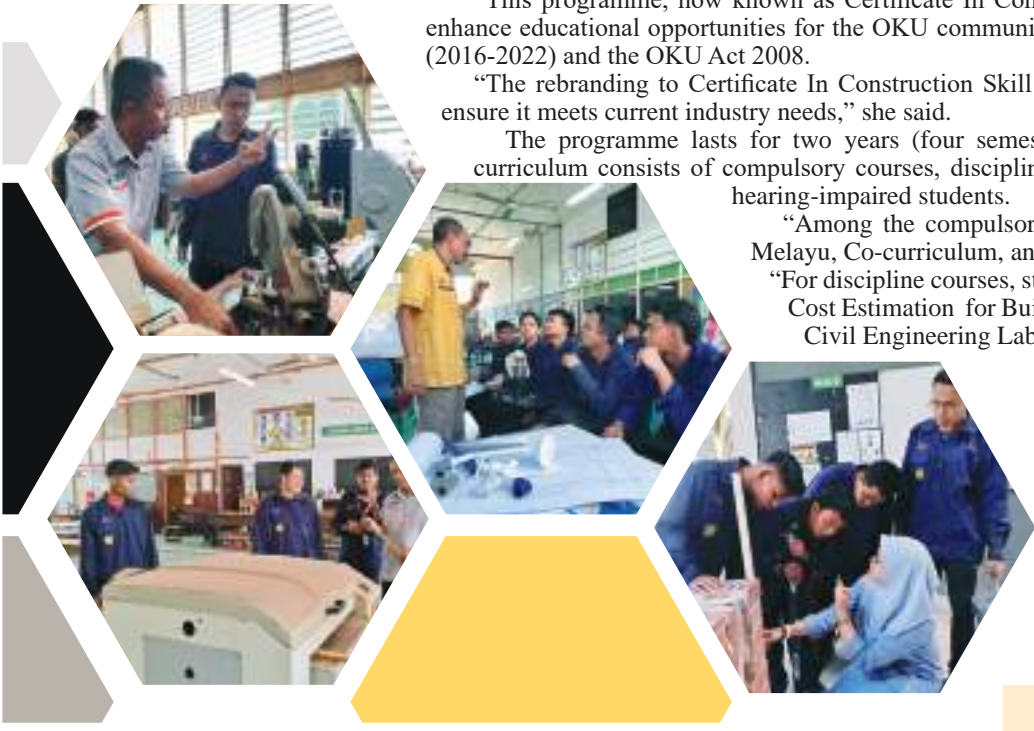 This programme, now known as Certificate In Con
enhance educational opportunities for the OKU communi
(2016-2022) and the OKU Act 2008.
“The rebranding to Certificate In Construction Skill
ensure it meets current industry needs,” she said.
The programme lasts for two years (four semes
curriculum consists of compulsory courses, disciplin
hearing-impaired students.
“Among the compulsor
Melayu, Co-curriculum, an
“For discipline courses, st
Cost Estimation for Bui
Civil Engineering Lab